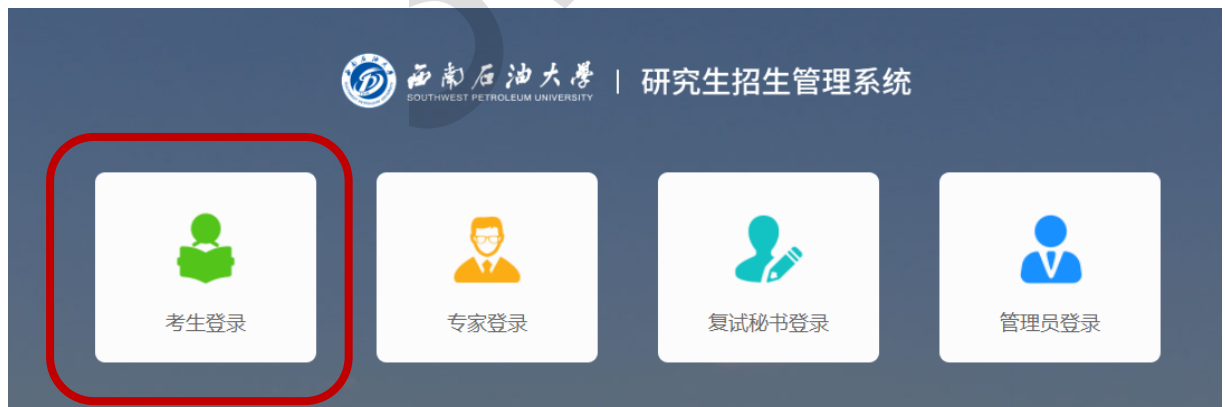 西南石油大學 | 研究生招生管理系统
SOUTHWEST PETROLEUM UNIVERSITY
考生登录
专家登录
复试秘书登录
管理员登录